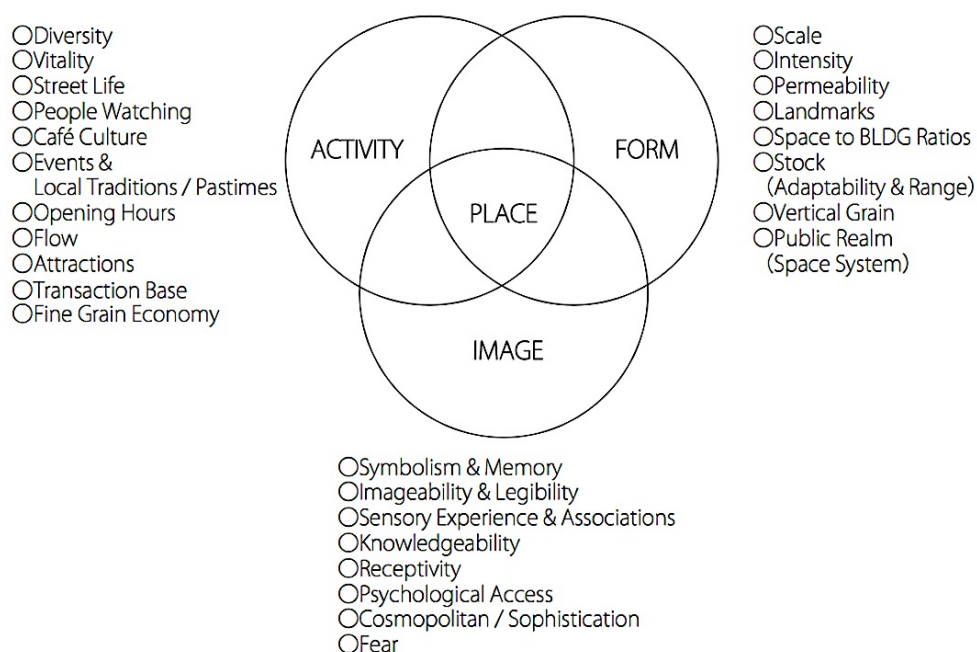 ○Diversity
○Vitality
○Street Life
○People Watching
○Café Culture
○Events &
Local Traditions / Pastimes
○Opening Hours
○Flow
○Attractions
○Transaction Base
○Fine Grain Economy
ACTIVITY
FORM
PLACE
IMAGE
○Scale
○Intensity
○Permeability
○Landmarks
○Space to BLDG Ratios
○Stock
(Adaptability & Range)
○Vertical Grain
○Public Realm
(Space System)
○Symbolism & Memory
○Imageability & Legibility
○Sensory Experience & Associations
○Knowledgeability
○Receptivity
○Psychological Access
○Cosmopolitan / Sophistication
○Fear